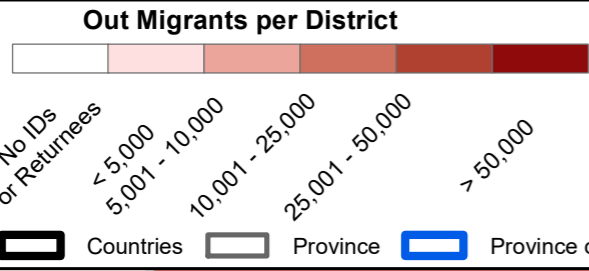 Out Migrants per District
No IDs
or Returnees
< 5,000
5,001 - 10,000
10,001 - 25,000
25,001 - 50,000
> 50,000
Countries
Province
Province